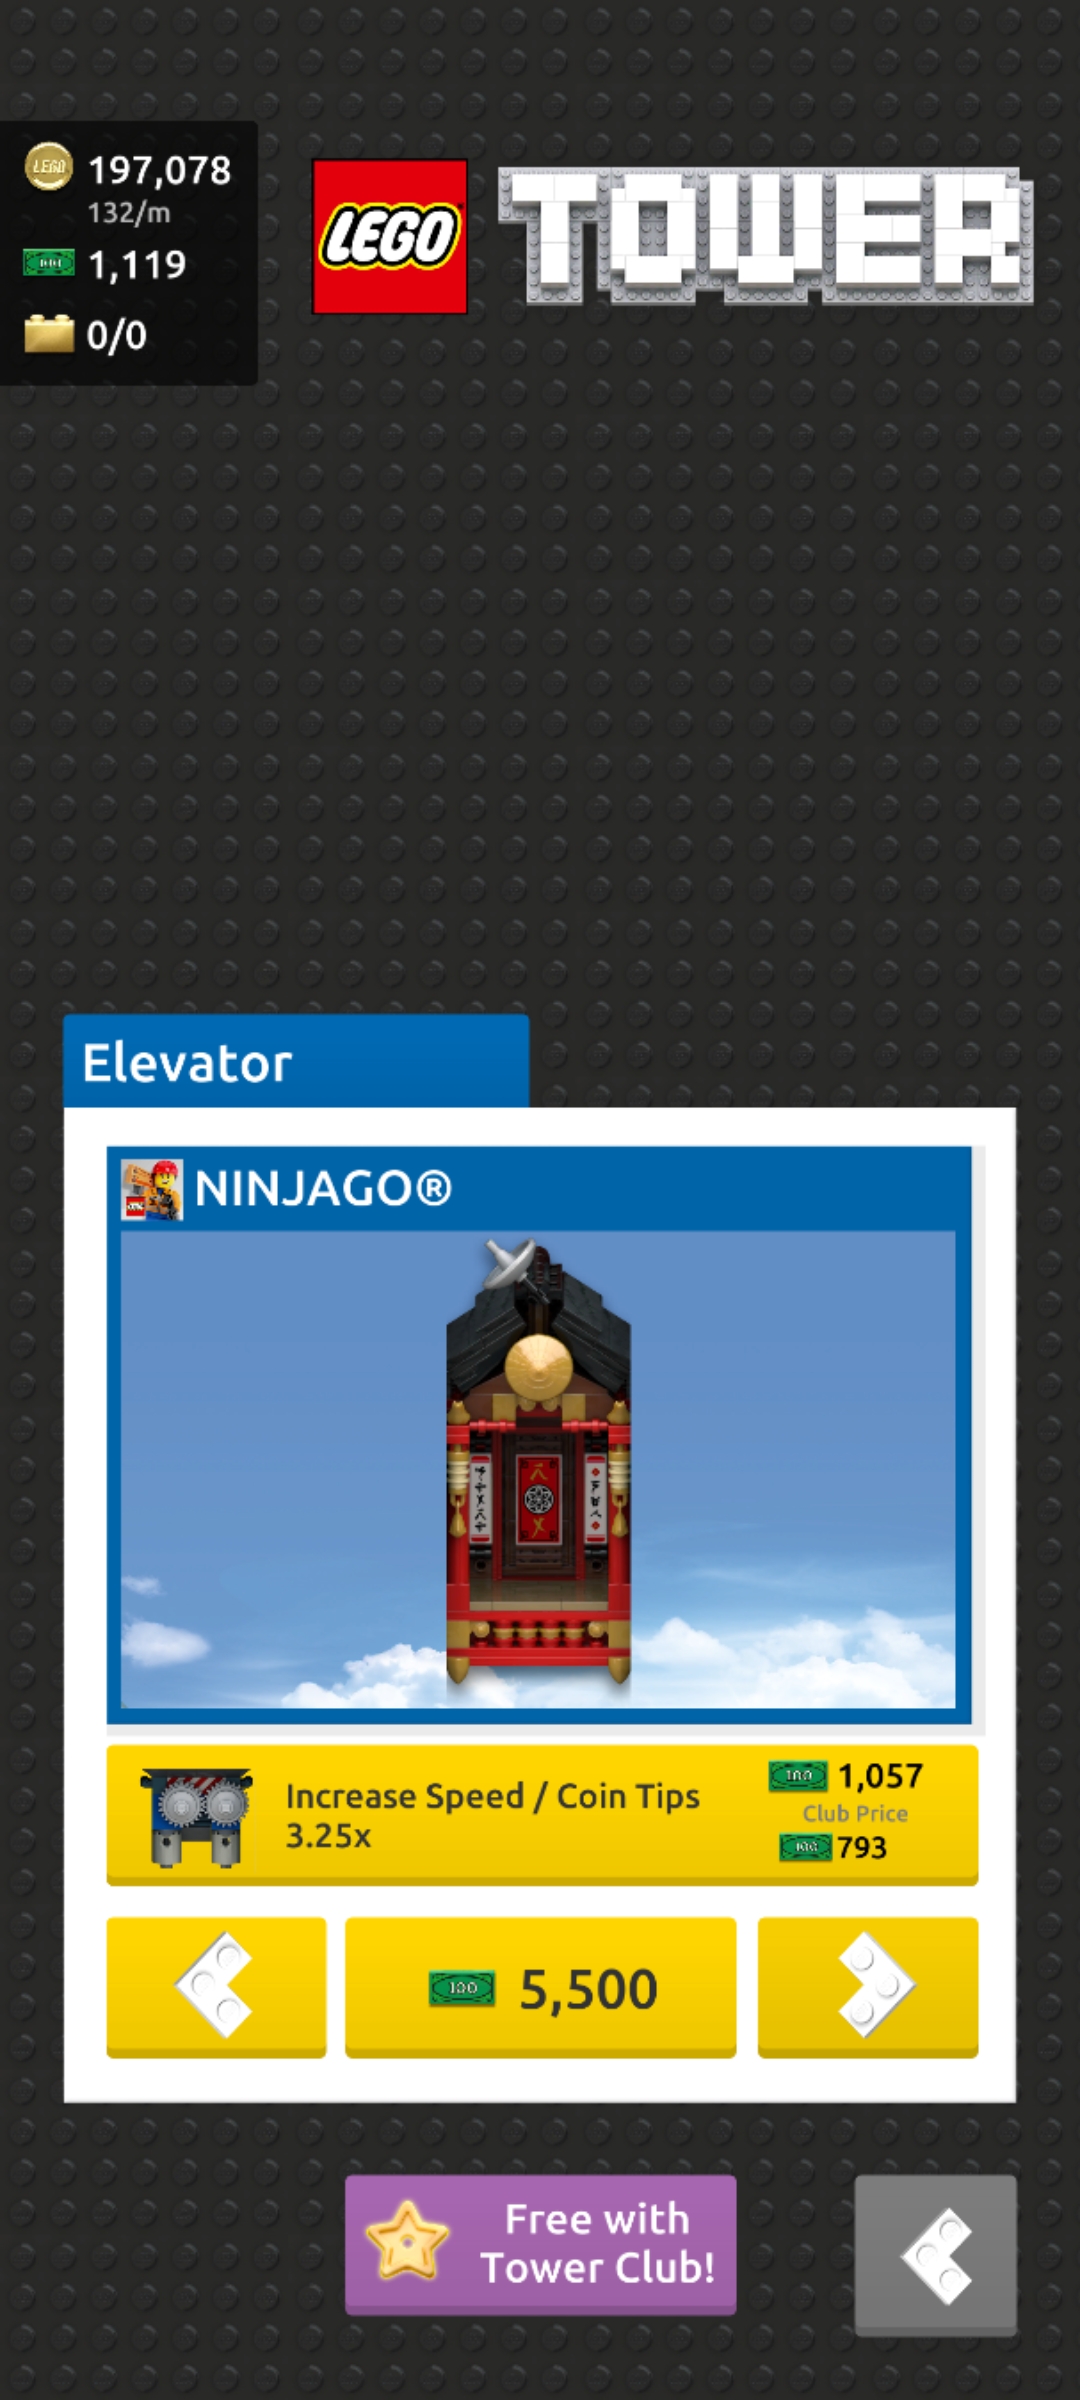 197,078
132/m
1,119
0/0
LEGO TOWER
Elevator
NINJAGO®
Increase Speed / Coin Tips
3.25x
1,057
Club Price
793
5,500
Free with
Tower Club!